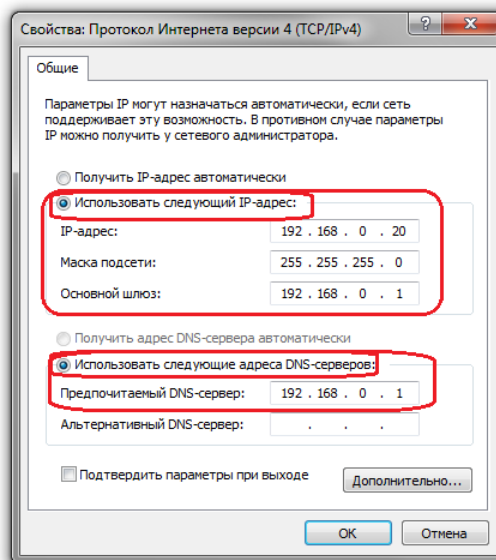 Свойства: Протокол Интернета версии 4 (TCP/IPv4)
Общие
Параметры IP могут назначаться автоматически, если сеть
поддерживает эту возможность. В противном случае параметры
IP можно получить у сетевого администратора.
Получить IP-адрес автоматически
Использовать следующий IP-адрес:
IP-адрес: 192 . 168 . 0 . 20
Маска подсети: 255 . 255 . 255 . 0
Основной шлюз: 192 . 168 . 0 . 1
Получить адрес DNS-сервера автоматически
Использовать следующие адреса DNS-серверов:
Предпочитаемый DNS-сервер: 192 . 168 . 0 . 1
Альтернативный DNS-сервер: . . .
Подтвердить параметры при выходе
Дополнительно...
ОК Отмена